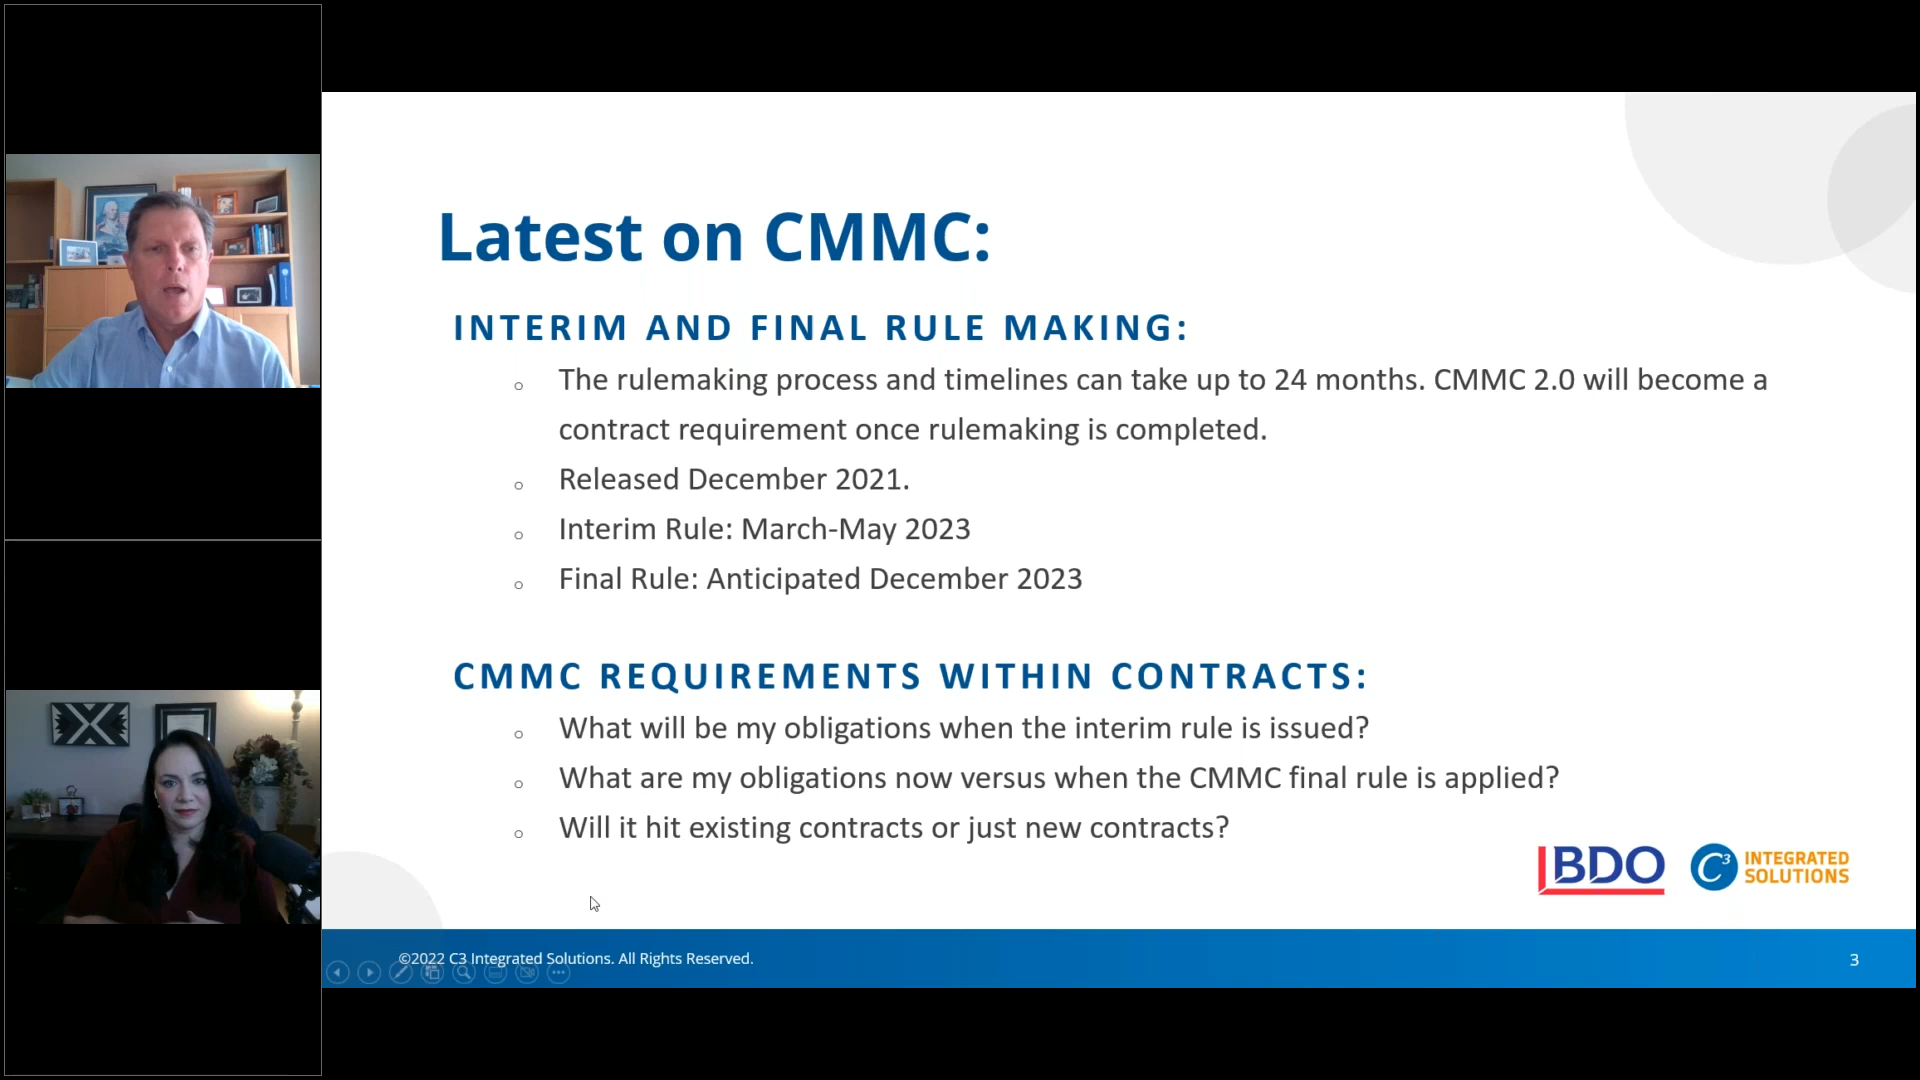 Latest on CMMC:
INTERIM AND FINAL RULE MAKING:
The rulemaking process and timelines can take up to 24 months. CMMC 2.0 will become a
contract requirement once rulemaking is completed.
Released December 2021.
Interim Rule: March-May 2023
Final Rule: Anticipated December 2023
CMMC REQUIREMENTS WITHIN CONTRACTS:
What will be my obligations when the interim rule is issued?
What are my obligations now versus when the CMMC final rule is applied?
Will it hit existing contracts or just new contracts?
BDO
C3 INTEGRATED
SOLUTIONS
©2022 C3 Integrated Solutions. All Rights Reserved.
3